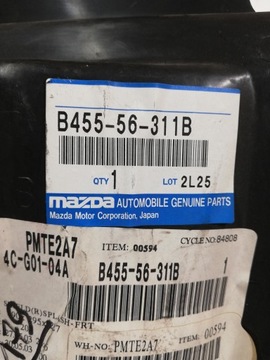 B455-56-311B
QTY 1 LOT 2L25
mazda AUTOMOBILE GENUINE PARTS
Mazda Motor Corporation, Japan
PMTE2A7 ITEM: 00594 CYCLE NO: 84808
4C-G01-04A B455-56-311B 1
WH-NO:PMTE2A7 ITEM: 00594